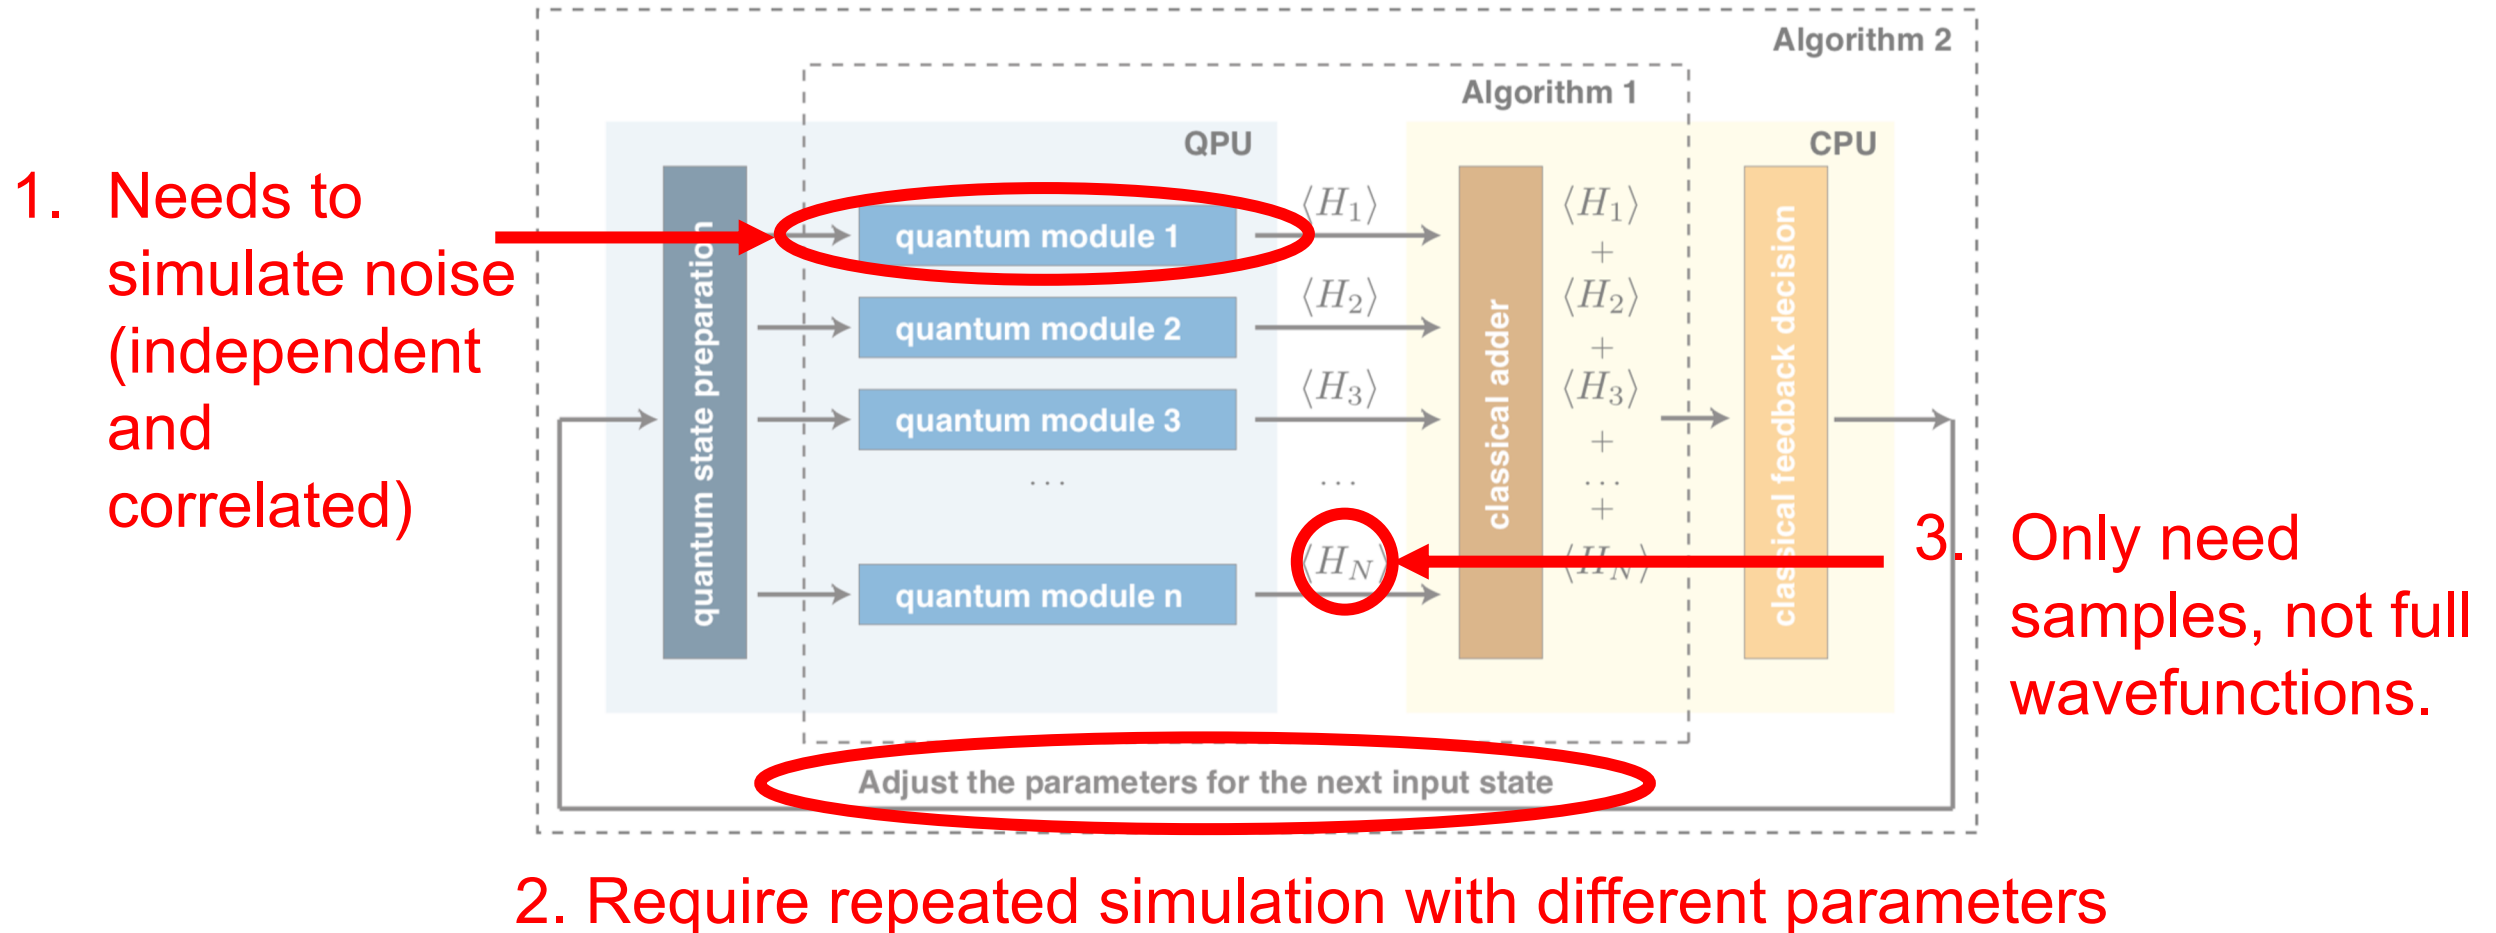 Algorithm 2
Algorithm 1
QPU
CPU
1. Needs to
simulate noise
(independent
and
correlated)
quantum state preparation
quantum module 1
quantum module 2
quantum module 3
. . .
quantum module n
⟨H₁⟩
⟨H₂⟩
⟨H₃⟩
. . .
⟨H_N⟩
classical adder
⟨H₁⟩
+
⟨H₂⟩
+
⟨H₃⟩
+
. . .
+
⟨H_N⟩
classical feedback decision
3. Only need
samples, not full
wavefunctions.
Adjust the parameters for the next input state
2. Require repeated simulation with different parameters